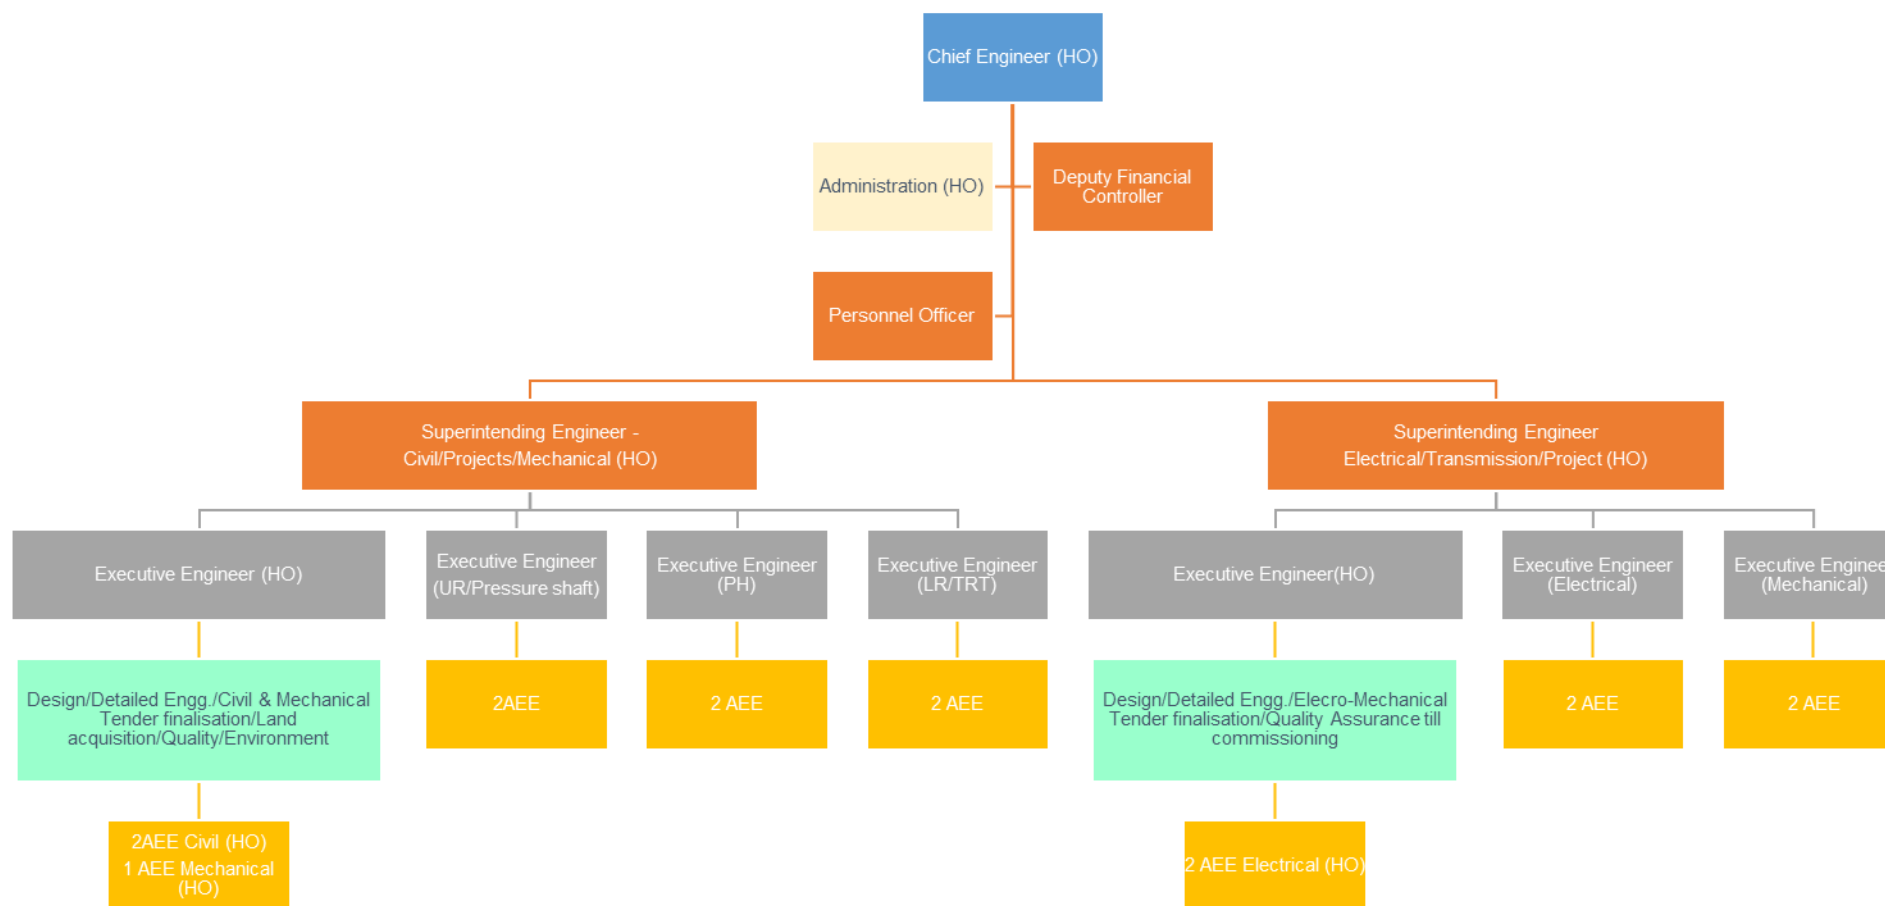 Chief Engineer (HO)
Administration (HO)
Deputy Financial
Controller
Personnel Officer
Superintending Engineer -
Civil/Projects/Mechanical (HO)
Superintending Engineer
Electrical/Transmission/Project (HO)
Executive Engineer (HO)
Executive Engineer
(UR/Pressure shaft)
Executive Engineer
(PH)
Executive Engineer
(LR/TRT)
Executive Engineer(HO)
Executive Engineer
(Electrical)
Executive Enginee
(Mechanical)
Design/Detailed Engg./Civil & Mechanical
Tender finalisation/Land
acquisition/Quality/Environment
2AEE
2 AEE
2 AEE
Design/Detailed Engg./Elecro-Mechanical
Tender finalisation/Quality Assurance till
commissioning
2 AEE
2 AEE
2AEE Civil (HO)
1 AEE Mechanical
(HO)
2 AEE Electrical (HO)